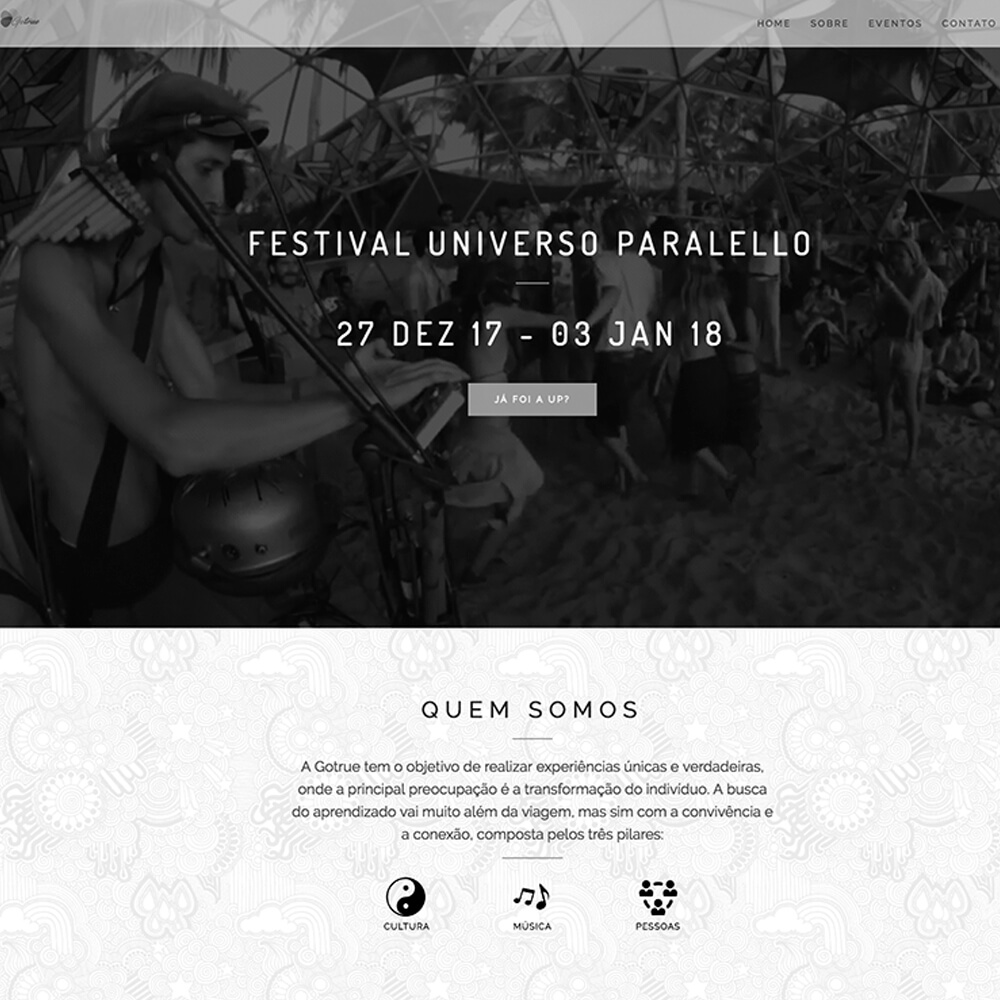 Gotrue
HOME SOBRE EVENTOS CONTATO
FESTIVAL UNIVERSO PARALELLO
27 DEZ 17 - 03 JAN 18
JÁ FOI A UP?
QUEM SOMOS
A Gotrue tem o objetivo de realizar experiências únicas e verdadeiras,
onde a principal preocupação é a transformação do indivíduo. A busca
do aprendizado vai muito além da viagem, mas sim com a convivência e
a conexão, composta pelos três pilares:
CULTURA MÚSICA PESSOAS